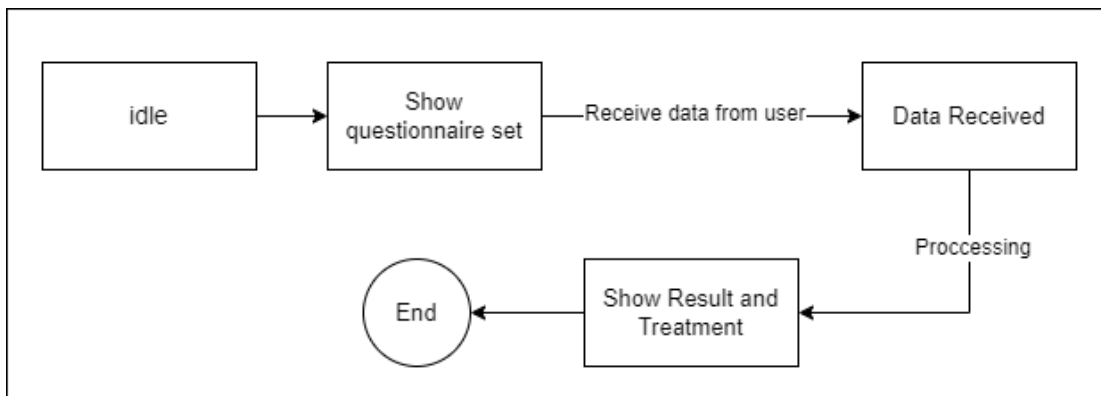 idle
Show
questionnaire set
Receive data from user
Data Received
Proccessing
Show Result and
Treatment
End